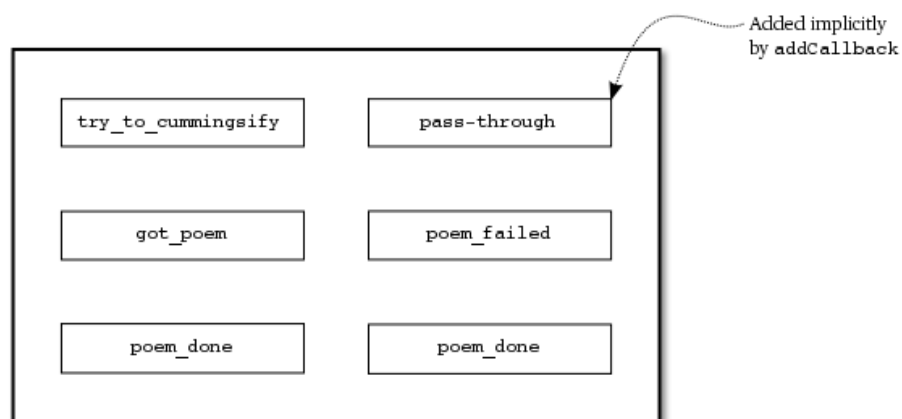 Added implicitly
by addCallback
try_to_cummingsify
pass-through
got_poem
poem_failed
poem_done
poem_done